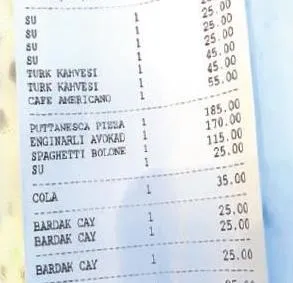 SU 1 25.00
SU 1 25.00
SU 1 25.00
SU 1 25.00
TURK KAHVESI 1 45.00
TURK KAHVESI 1 45.00
CAFE AMERICANO 1 55.00
PUTTANESCA PIZZA 1 185.00
ENGINARLI AVOKAD 1 170.00
SPAGHETTI BOLONE 1 115.00
SU 1 25.00
COLA 1 35.00
BARDAK CAY 1 25.00
BARDAK CAY 1 25.00
BARDAK CAY 1 25.00